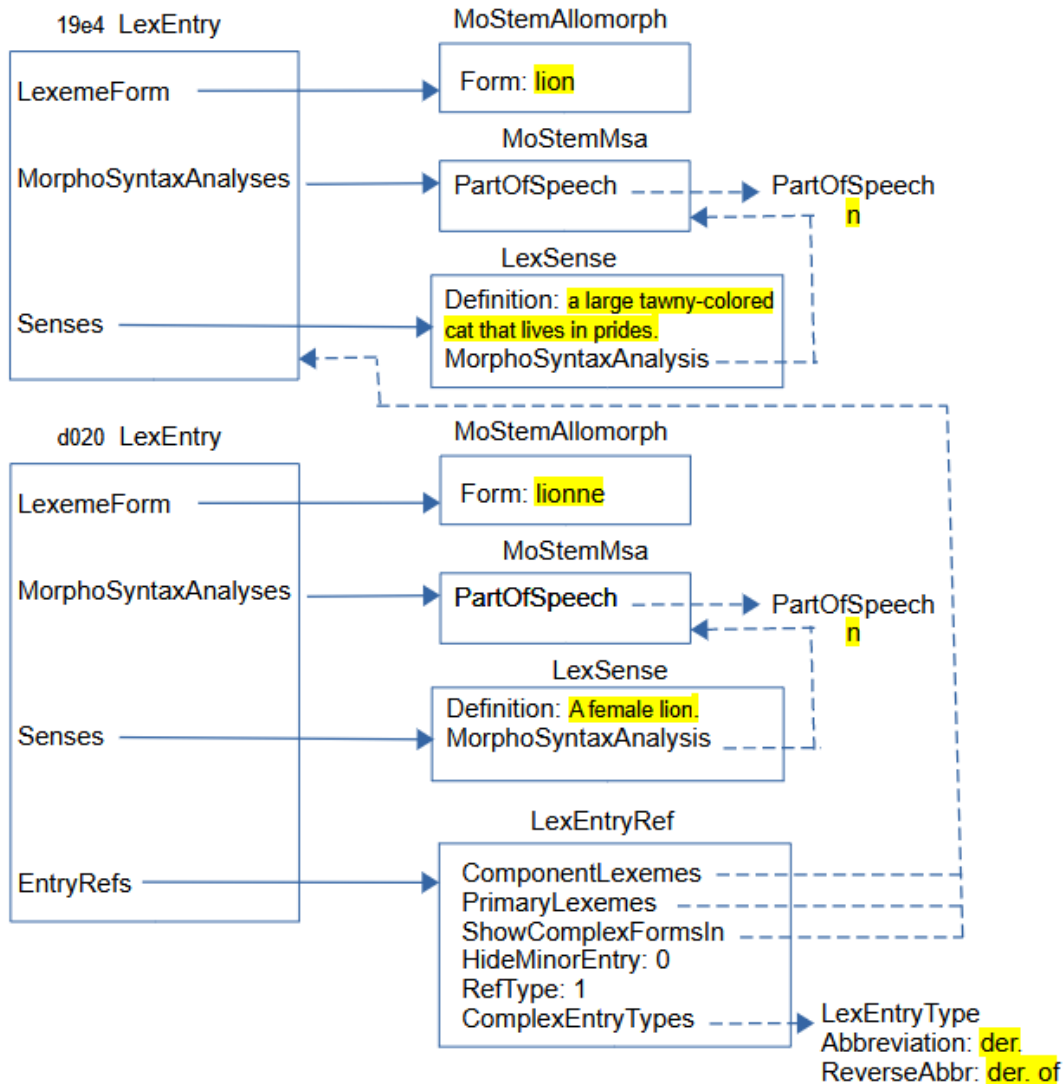 19e4 LexEntry
MoStemAllomorph
LexemeForm
Form: lion
MoStemMsa
MorphoSyntaxAnalyses
PartOfSpeech
PartOfSpeech
n
LexSense
Definition: a large tawny-colored
cat that lives in prides.
Senses
MorphoSyntaxAnalysis
d020 LexEntry
MoStemAllomorph
LexemeForm
Form: lionne
MoStemMsa
MorphoSyntaxAnalyses
PartOfSpeech
PartOfSpeech
n
LexSense
Definition: A female lion.
Senses
MorphoSyntaxAnalysis
LexEntryRef
EntryRefs
ComponentLexemes
PrimaryLexemes
ShowComplexFormsIn
HideMinorEntry: 0
RefType: 1
ComplexEntryTypes
LexEntryType
Abbreviation: der.
ReverseAbbr: der. of